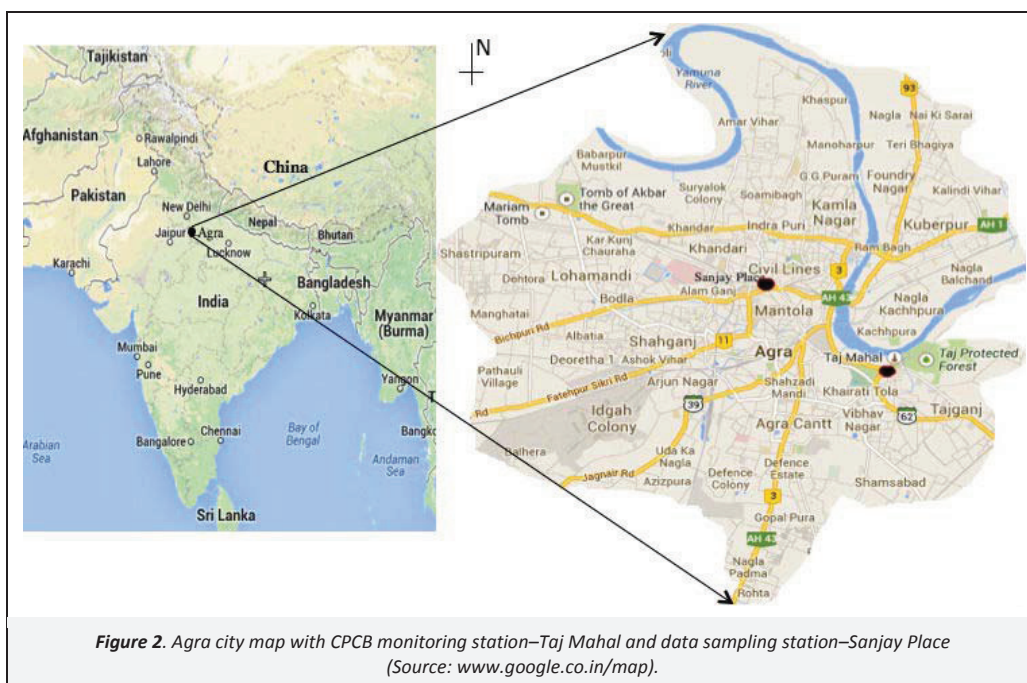 Tajikistan
Afghanistan
Rawalpindi
Lahore
China
Pakistan
New Delhi
Nepal
Bhutan
Agra
Jaipur
Lucknow
Karachi
Bangladesh
India
Kolkata
Myanmar
(Burma)
Mumbai
Pune
Hyderabad
Yangon
T
Bangko
Arabian
Sea
Bangalore
Chennai
Bay of
Bengal
Andaman
Sea
Sri Lanka
N
oli
Yamuna
River
93
Khaspur
Nagla
Nai Ki Sarai
Amar Vihar
Manoharpur
Teri Bhagiya
Babarpur
Mustkil
G.G.Puram
Foundry
Nagar
Kalindi Vihar
Tomb of Akbar
the Great
Suryalok
Colony
Soamibagh
Kamla
Nagar
Mariam
Tomb
Khandar
Indra Puri
Kuberpur
AH 1
Kar Kunj
Chauraha
Khandari
Ram Bagh
Shastripuram
Dehtora
Lohamandi
Sanjay Place
Civil Lines
3
Nagla
Balchand
Alam Ganj
AH 43
Manghatai
Bodla
Mantola
Nagla
Kachhpura
Bichpuri Rd
Albatia
Shahganj
11
Kachhpura
Deoretha 1
Ashok Vihar
Agra
Taj Mahal
Taj Protected
Forest
Pathauli
Village
Fatehpur Sikri Rd
Arjun Nagar
Shahzadi
Mandi
Khairati Tola
Rd
39
Idgah
Colony
Vibhav
Nagar
62
Tajganj
Agra Cantt
Balhera
Uda Ka
Nagla
Defence
Estate
Jagnair Rd
Azizpura
Defence
Colony
Shamsabad
3
Gopal Pura
AH 43
Nagla
Padma
Rohta
Figure 2. Agra city map with CPCB monitoring station–Taj Mahal and data sampling station–Sanjay Place
(Source: www.google.co.in/map).